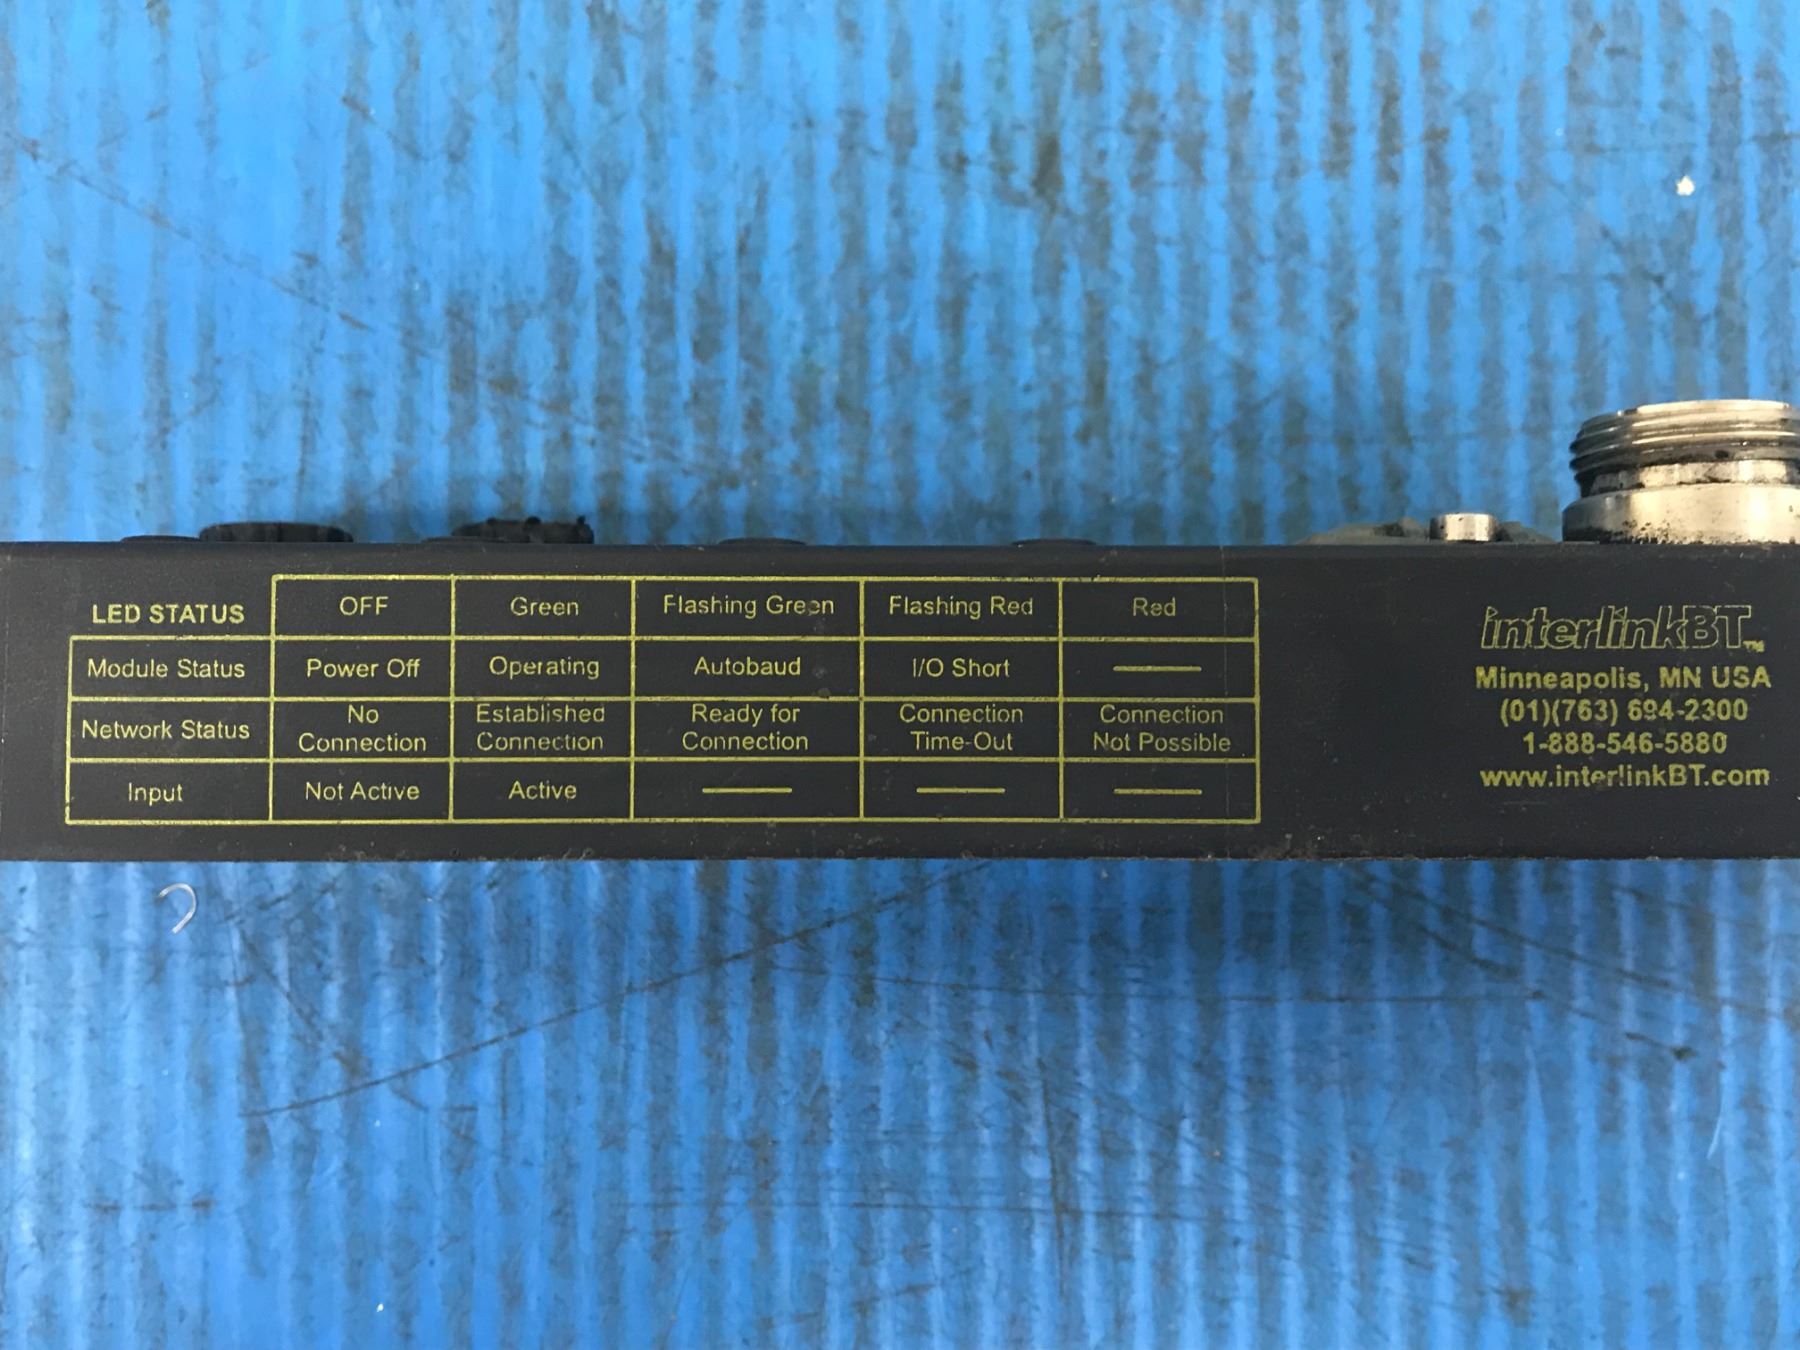 LED STATUS OFF Green Flashing Green Flashing Red Red
Module Status Power Off Operating Autobaud I/O Short ——
Network Status No Connection Established Connection Ready for Connection Connection Time-Out Connection Not Possible
Input Not Active Active —— —— ——
interlinkBT™
Minneapolis, MN USA
(01)(763) 694-2300
1-888-546-5880
www.interlinkBT.com